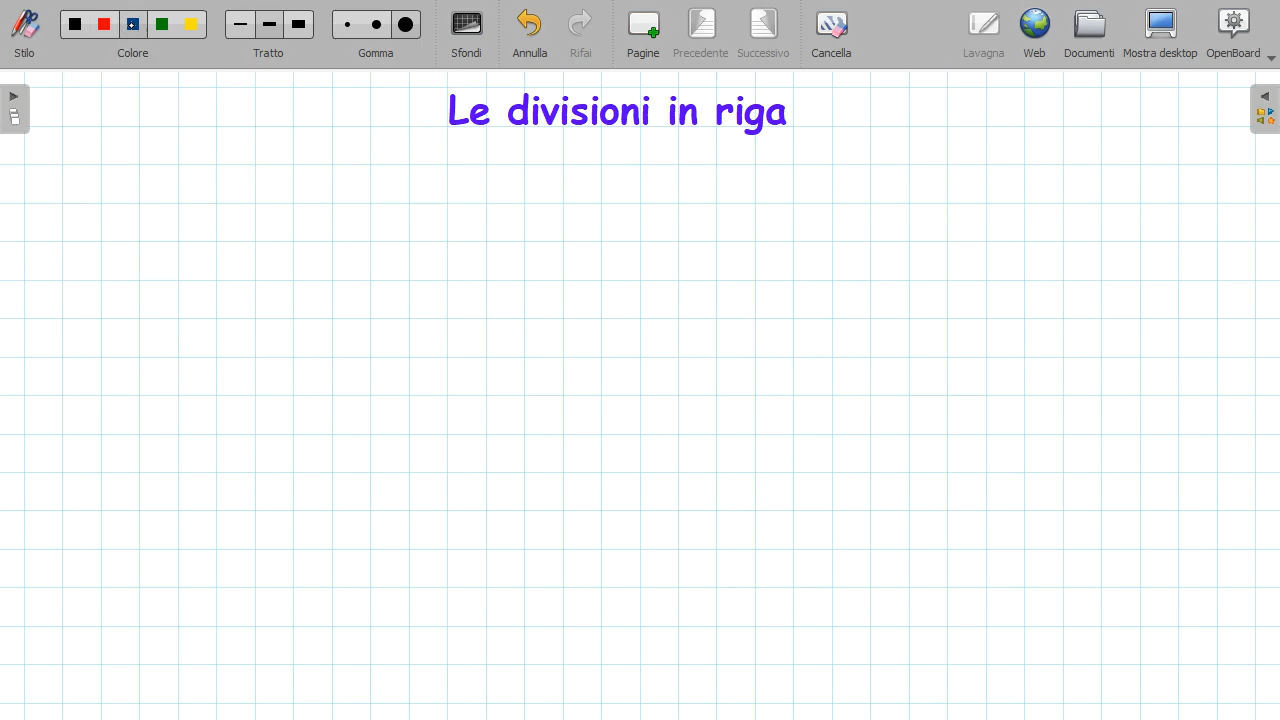 Stilo Colore Tratto Gomma Sfondi Annulla Rifai Pagine Precedente Successivo Cancella Lavagna Web Documenti Mostra desktop OpenBoard
Le divisioni in riga